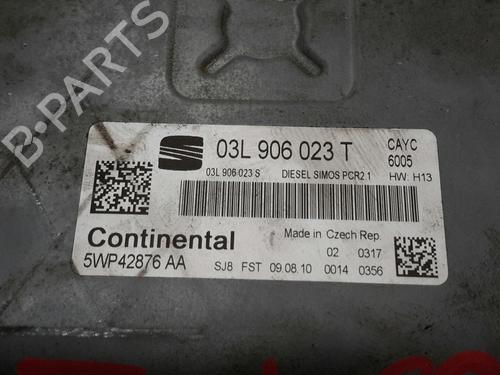 B-PARTS
03L 906 023 T
CAYC
6005
03L 906 023 S DIESEL SIMOS PCR2.1 HW: H13
Continental
Made in Czech Rep.
02 0317
5WP42876 AA
SJ8 FST 09.08.10 0014 0356